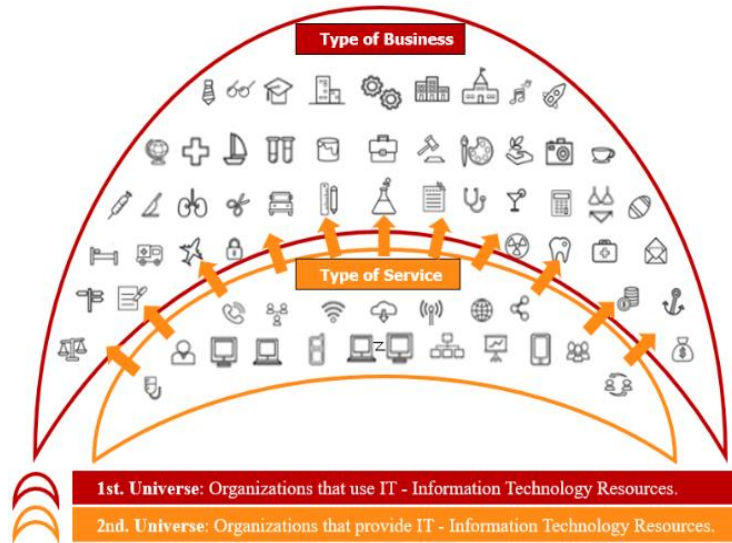 Type of Business
Type of Service
1st. Universe: Organizations that use IT - Information Technology Resources.
2nd. Universe: Organizations that provide IT - Information Technology Resources.